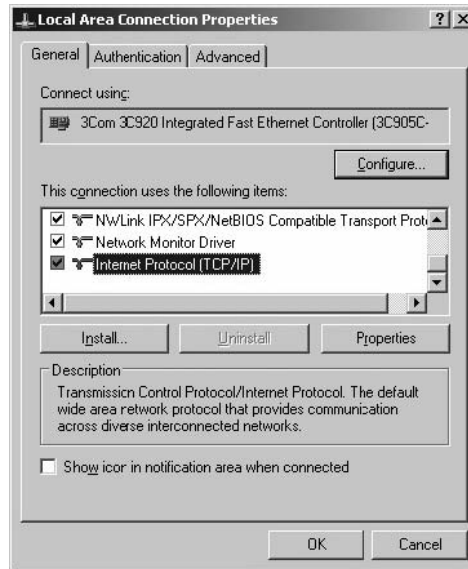 Local Area Connection Properties
General Authentication Advanced
Connect using:
3Com 3C920 Integrated Fast Ethernet Controller (3C905C-
Configure...
This connection uses the following items:
NWLink IPX/SPX/NetBIOS Compatible Transport Prot
Network Monitor Driver
Internet Protocol (TCP/IP)
Install... Uninstall Properties
Description
Transmission Control Protocol/Internet Protocol. The default
wide area network protocol that provides communication
across diverse interconnected networks.
Show icon in notification area when connected
OK Cancel